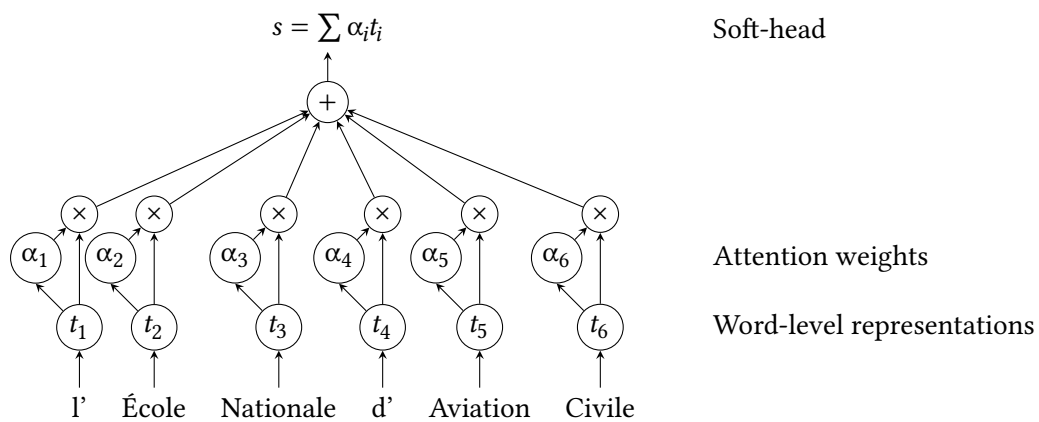 s = ∑ αᵢtᵢ Soft-head
+
× × × × × ×
α₁ α₂ α₃ α₄ α₅ α₆ Attention weights
t₁ t₂ t₃ t₄ t₅ t₆ Word-level representations
l’ École Nationale d’ Aviation Civile